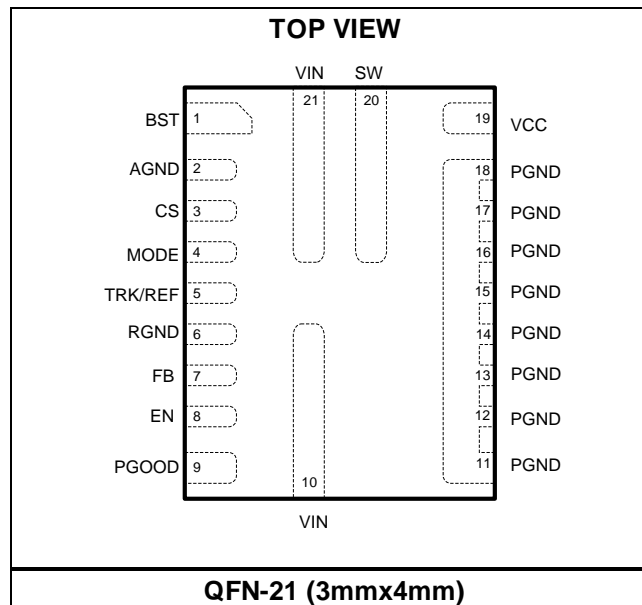 TOP VIEW
VIN SW
21 20
BST 1 19 VCC
AGND 2 18 PGND
CS 3 17 PGND
MODE 4 16 PGND
TRK/REF 5 15 PGND
RGND 6 14 PGND
FB 7 13 PGND
EN 8 12 PGND
PGOOD 9 11 PGND
10
VIN
QFN-21 (3mmx4mm)